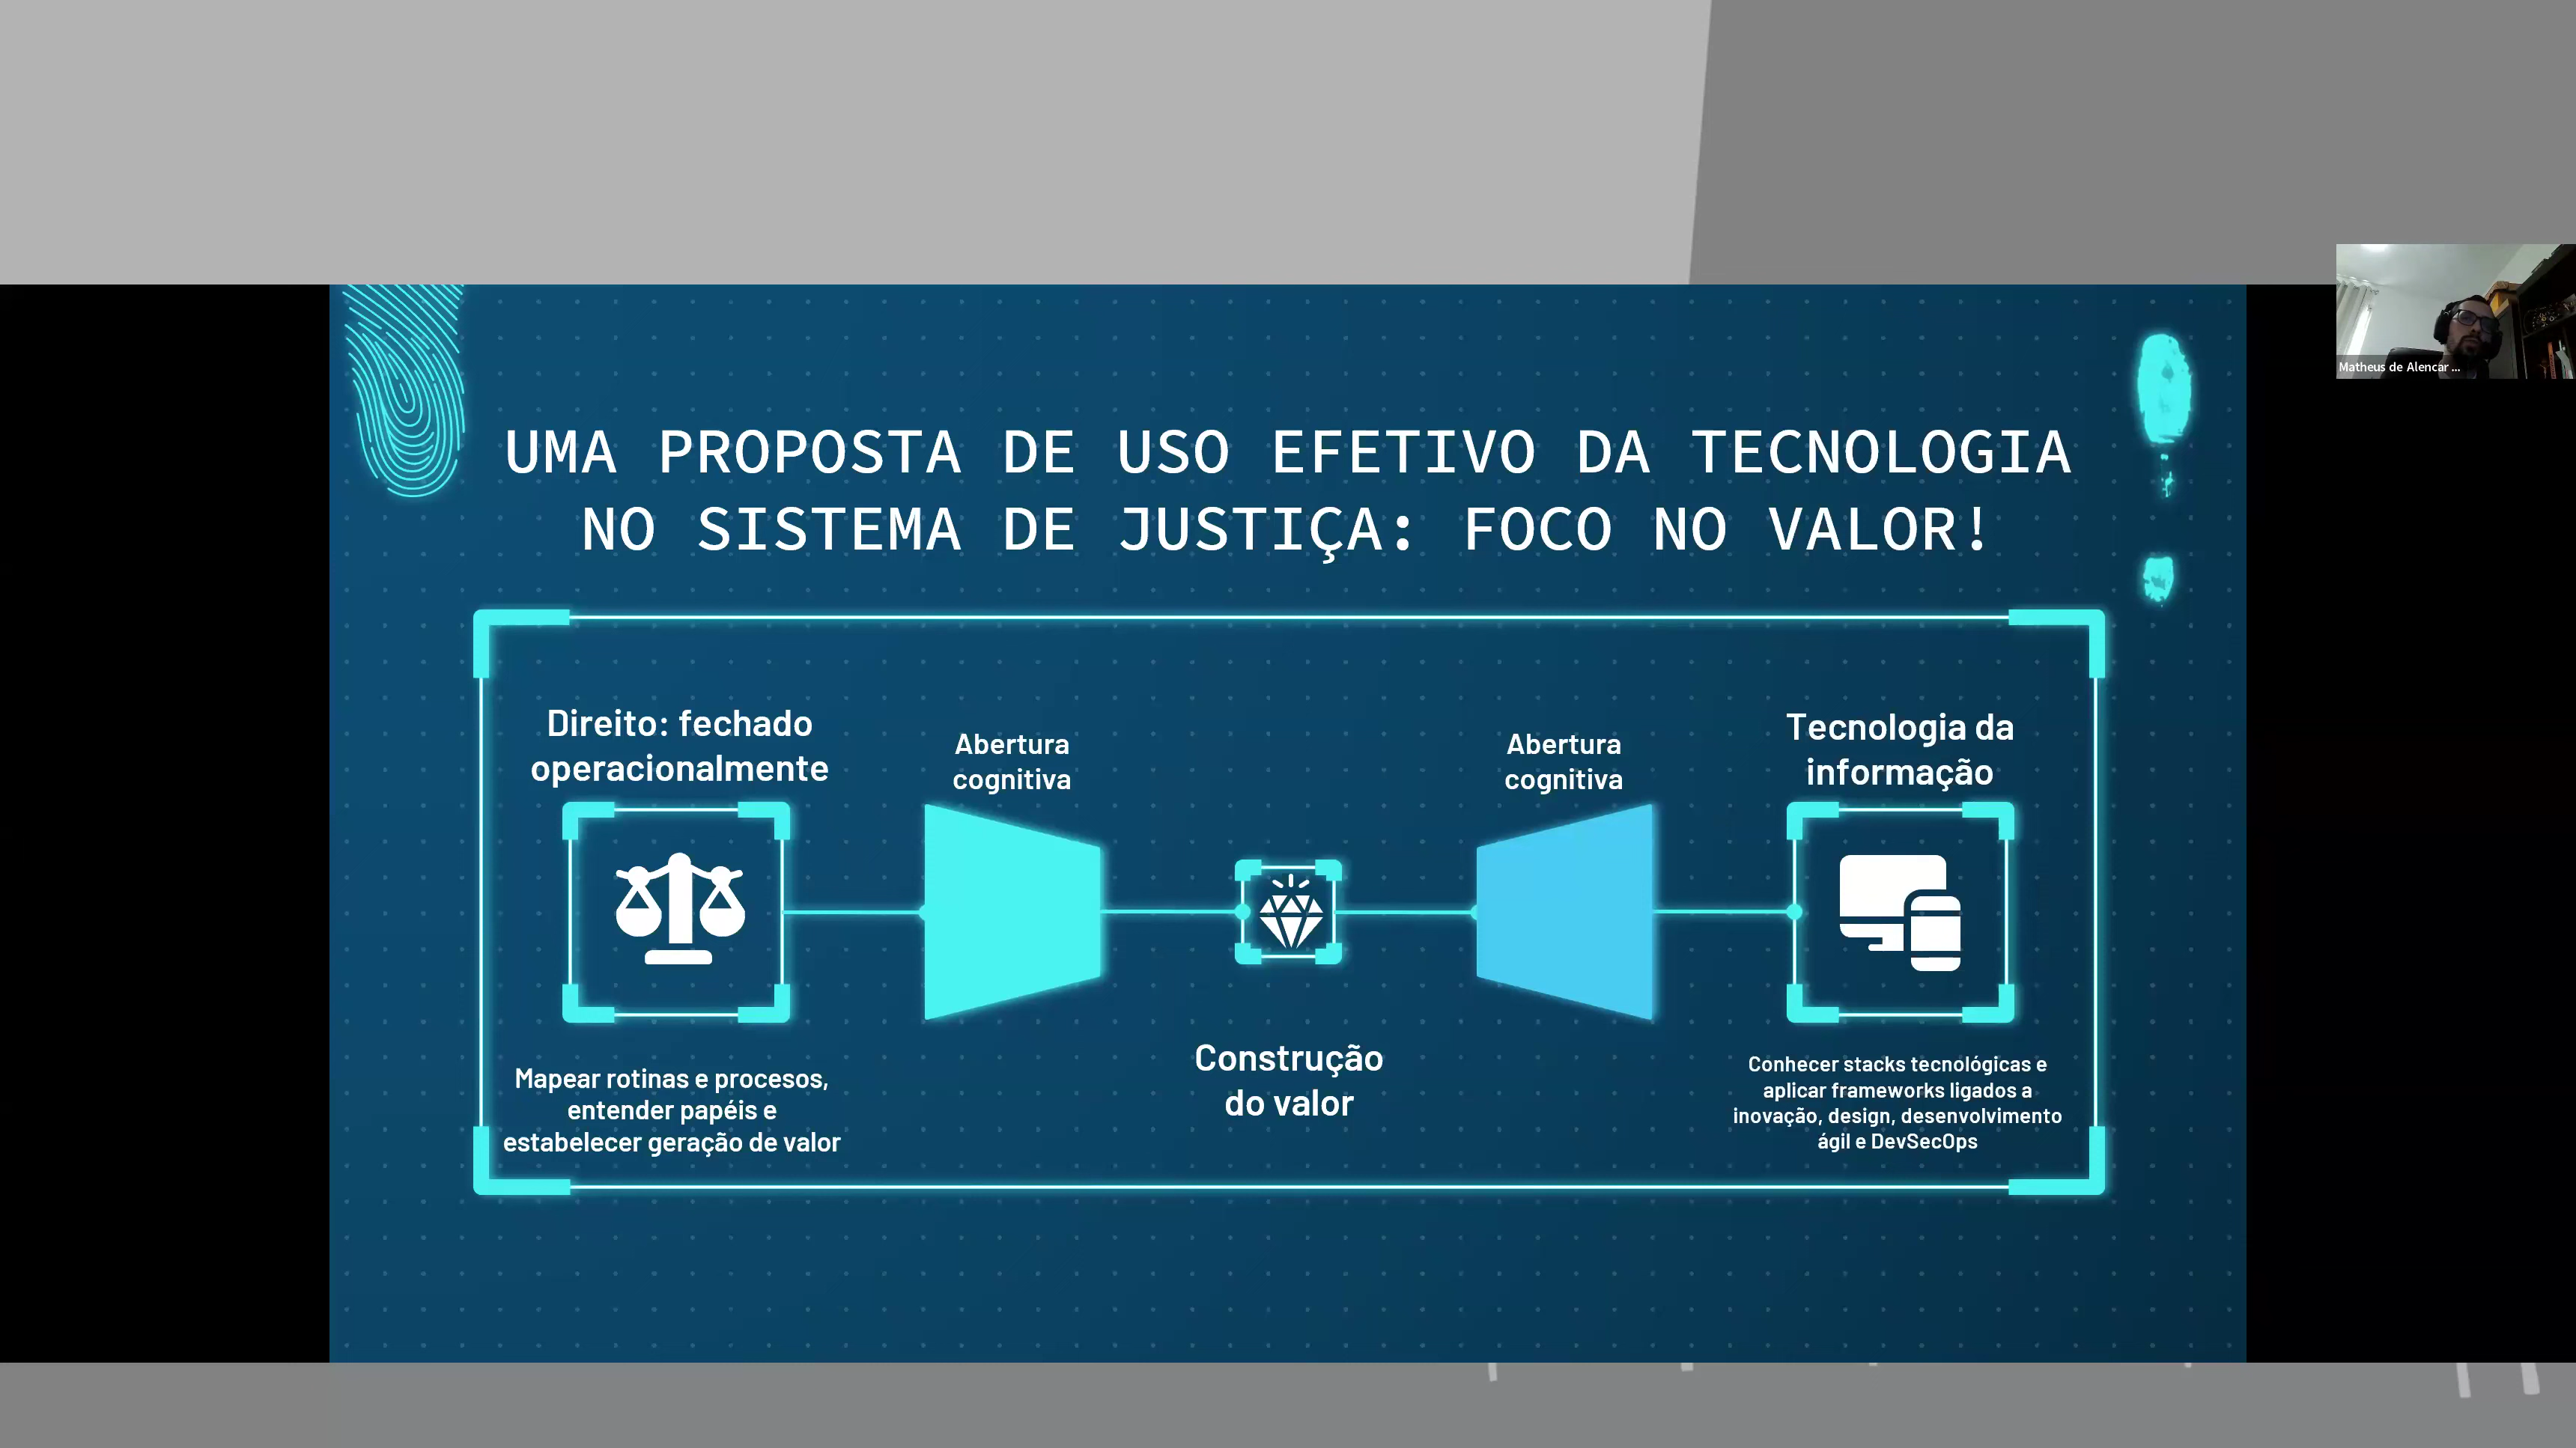 Matheus de Alencar ...
UMA PROPOSTA DE USO EFETIVO DA TECNOLOGIA
NO SISTEMA DE JUSTIÇA: FOCO NO VALOR!
Direito: fechado
operacionalmente
Mapear rotinas e procesos,
entender papéis e
estabelecer geração de valor
Abertura
cognitiva
Construção
do valor
Abertura
cognitiva
Tecnologia da
informação
Conhecer stacks tecnológicas e
aplicar frameworks ligados a
inovação, design, desenvolvimento
ágil e DevSecOps